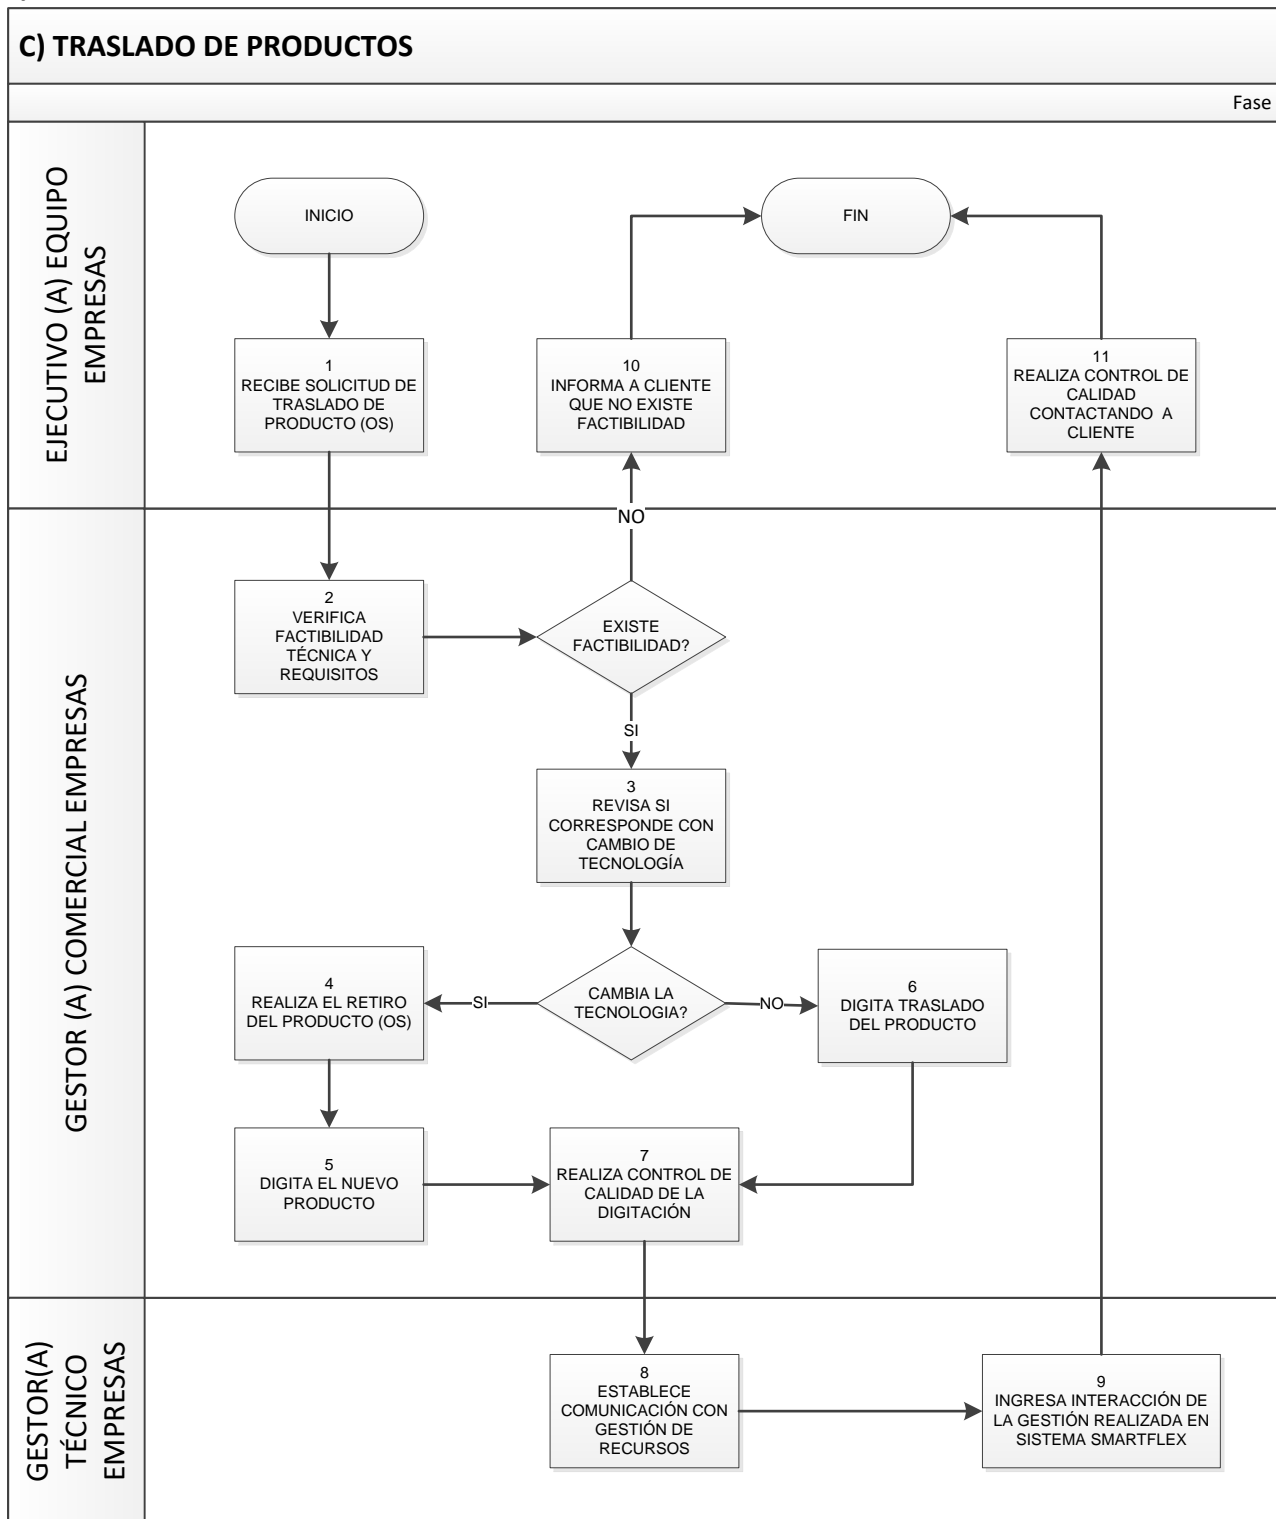 C) TRASLADO DE PRODUCTOS
Fase
EJECUTIVO (A) EQUIPO
EMPRESAS
INICIO
FIN
1
RECIBE SOLICITUD DE
TRASLADO DE
PRODUCTO (OS)
10
INFORMA A CLIENTE
QUE NO EXISTE
FACTIBILIDAD
11
REALIZA CONTROL DE
CALIDAD
CONTACTANDO A
CLIENTE
GESTOR (A) COMERCIAL EMPRESAS
NO
2
VERIFICA
FACTIBILIDAD
TÉCNICA Y
REQUISITOS
EXISTE
FACTIBILIDAD?
SI
3
REVISA SI
CORRESPONDE CON
CAMBIO DE
TECNOLOGÍA
4
REALIZA EL RETIRO
DEL PRODUCTO (OS)
SI
CAMBIA LA
TECNOLOGIA?
NO
6
DIGITA TRASLADO
DEL PRODUCTO
5
DIGITA EL NUEVO
PRODUCTO
7
REALIZA CONTROL DE
CALIDAD DE LA
DIGITACIÓN
GESTOR(A)
TÉCNICO
EMPRESAS
8
ESTABLECE
COMUNICACIÓN CON
GESTIÓN DE
RECURSOS
9
INGRESA INTERACCIÓN DE
LA GESTIÓN REALIZADA EN
SISTEMA SMARTFLEX